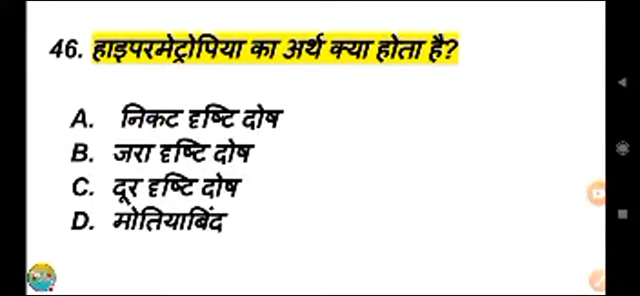 46. हाइपरमेट्रोपिया का अर्थ क्या होता है?
A. निकट दृष्टि दोष
B. जरा दृष्टि दोष
C. दूर दृष्टि दोष
D. मोतियाबिंद